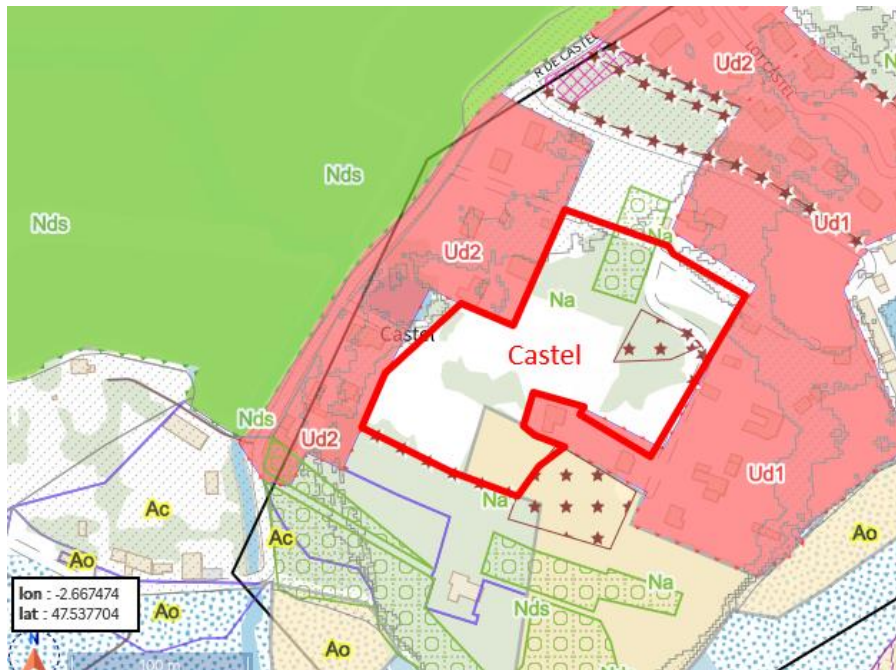 R DE CASTEL
LOT CASTEL
Ud2
N
Nds
Nds
Na
Ud1
Ud2
Na
Castel
Castel
Nds
Ud2
Ud1
Na
Ac
Ac
Ao
Ao
Na
Nds
Ao
Ao
lon : -2.667474
lat : 47.537704
100 m